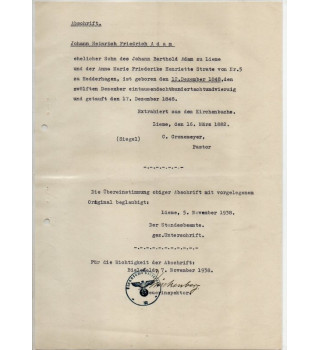 Abschrift.
Johann Heinrich Friedrich A d a m
ehelicher Sohn des Johann Barthold Adam zu Lieme
und der Anna Marie Friederike Henriette Strate von Nr.5
zu Hedderhagen, ist geboren den 12.Dezember 1848.den
zwölften Dezember eintausendachthundertachtundvierzig
und getauft den 17. Dezember 1848.
Extrahiert aus dem Kirchenbuche.
Lieme, den 16. März 1882.
(Siegel)
Pastor
Die Übereinstimmung obiger Abschrift mit vorgelegenem
Original beglaubigt:
Lieme, 5. November 1938.
Der Standesbeamte.
gez.Unterschrift.
Für die Richtigkeit der Abschrift:
Bielefeld, 7. November 1938.